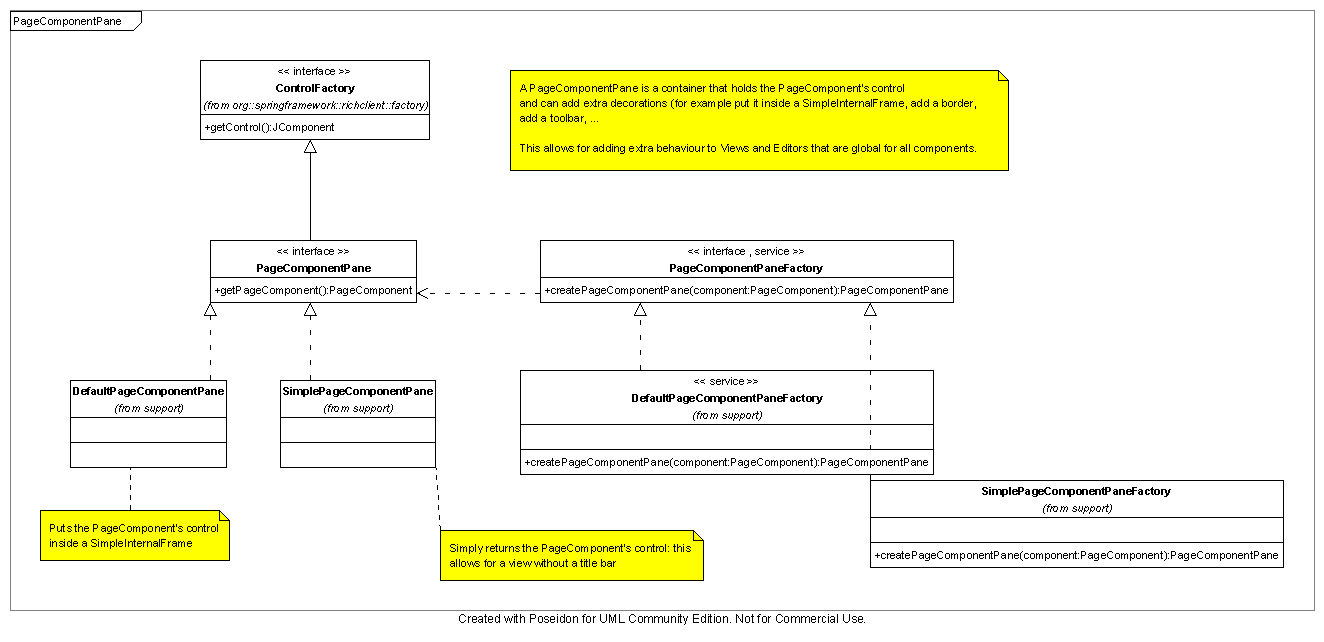 PageComponentPane
<< interface >>
ControlFactory
(from org::springframework::richclient::factory)
+getControl():JComponent
A PageComponentPane is a container that holds the PageComponent's control
and can add extra decorations (for example put it inside a SimpleInternalFrame, add a border,
add a toolbar, ...
This allows for adding extra behaviour to Views and Editors that are global for all components.
<< interface >>
PageComponentPane
+getPageComponent():PageComponent
<< interface , service >>
PageComponentPaneFactory
+createPageComponentPane(component:PageComponent):PageComponentPane
DefaultPageComponentPane
(from support)
SimplePageComponentPane
(from support)
<< service >>
DefaultPageComponentPaneFactory
(from support)
+createPageComponentPane(component:PageComponent):PageComponentPane
SimplePageComponentPaneFactory
(from support)
+createPageComponentPane(component:PageComponent):PageComponentPane
Puts the PageComponent's control
inside a SimpleInternalFrame
Simply returns the PageComponent's control: this
allows for a view without a title bar
Created with Poseidon for UML Community Edition. Not for Commercial Use.